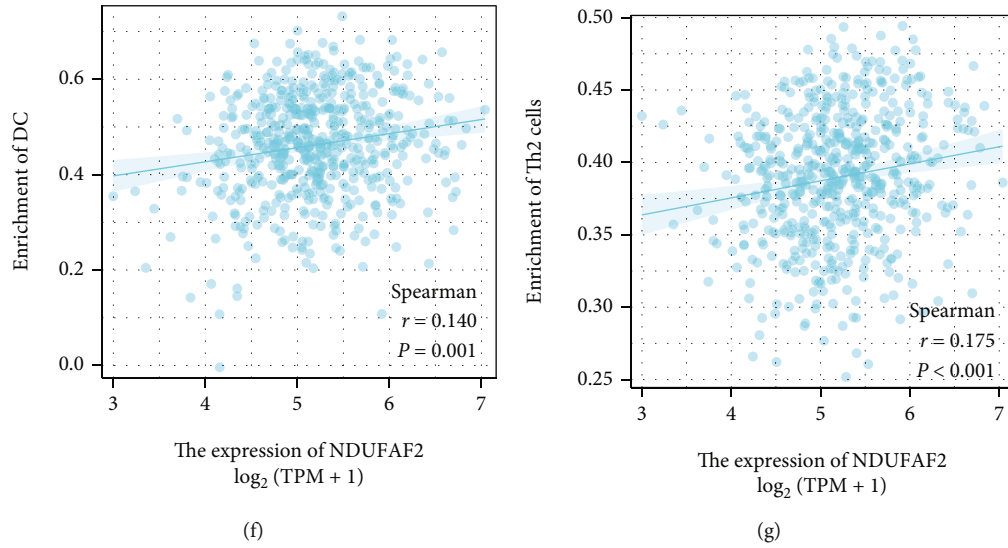 Enrichment of DC
0.6
0.4
0.2
0.0
Spearman
r = 0.140
P = 0.001
3 4 5 6 7
The expression of NDUFAF2
log₂ (TPM + 1)
(f)
Enrichment of Th2 cells
0.50
0.45
0.40
0.35
0.30
0.25
Spearman
r = 0.175
P < 0.001
3 4 5 6 7
The expression of NDUFAF2
log₂ (TPM + 1)
(g)